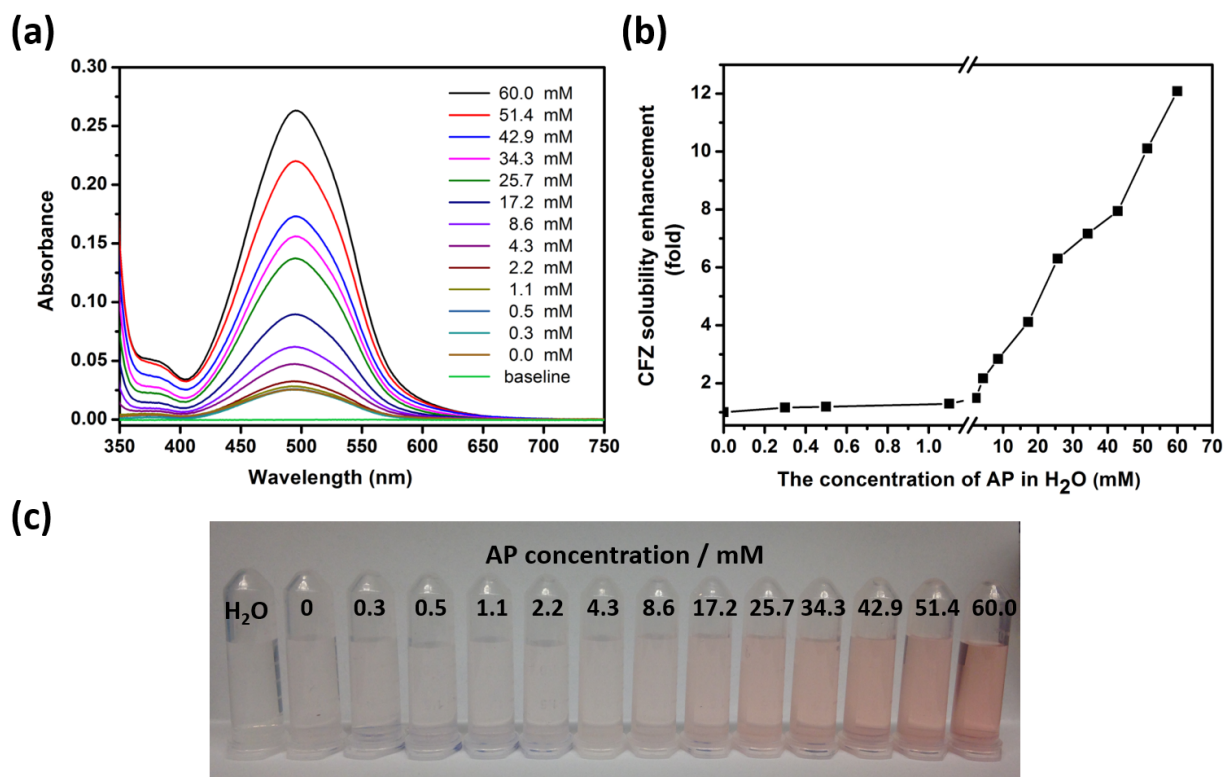 (a)
0.30
0.25
0.20
0.15
0.10
0.05
0.00
Absorbance
350 400 450 500 550 600 650 700 750
Wavelength (nm)
60.0 mM
51.4 mM
42.9 mM
34.3 mM
25.7 mM
17.2 mM
8.6 mM
4.3 mM
2.2 mM
1.1 mM
0.5 mM
0.3 mM
0.0 mM
baseline
(b)
12
10
8
6
4
2
CFZ solubility enhancement
(fold)
0.0 0.2 0.4 0.6 0.8 1.0 10 20 30 40 50 60 70
The concentration of AP in H₂O (mM)
(c)
AP concentration / mM
H₂O 0 0.3 0.5 1.1 2.2 4.3 8.6 17.2 25.7 34.3 42.9 51.4 60.0